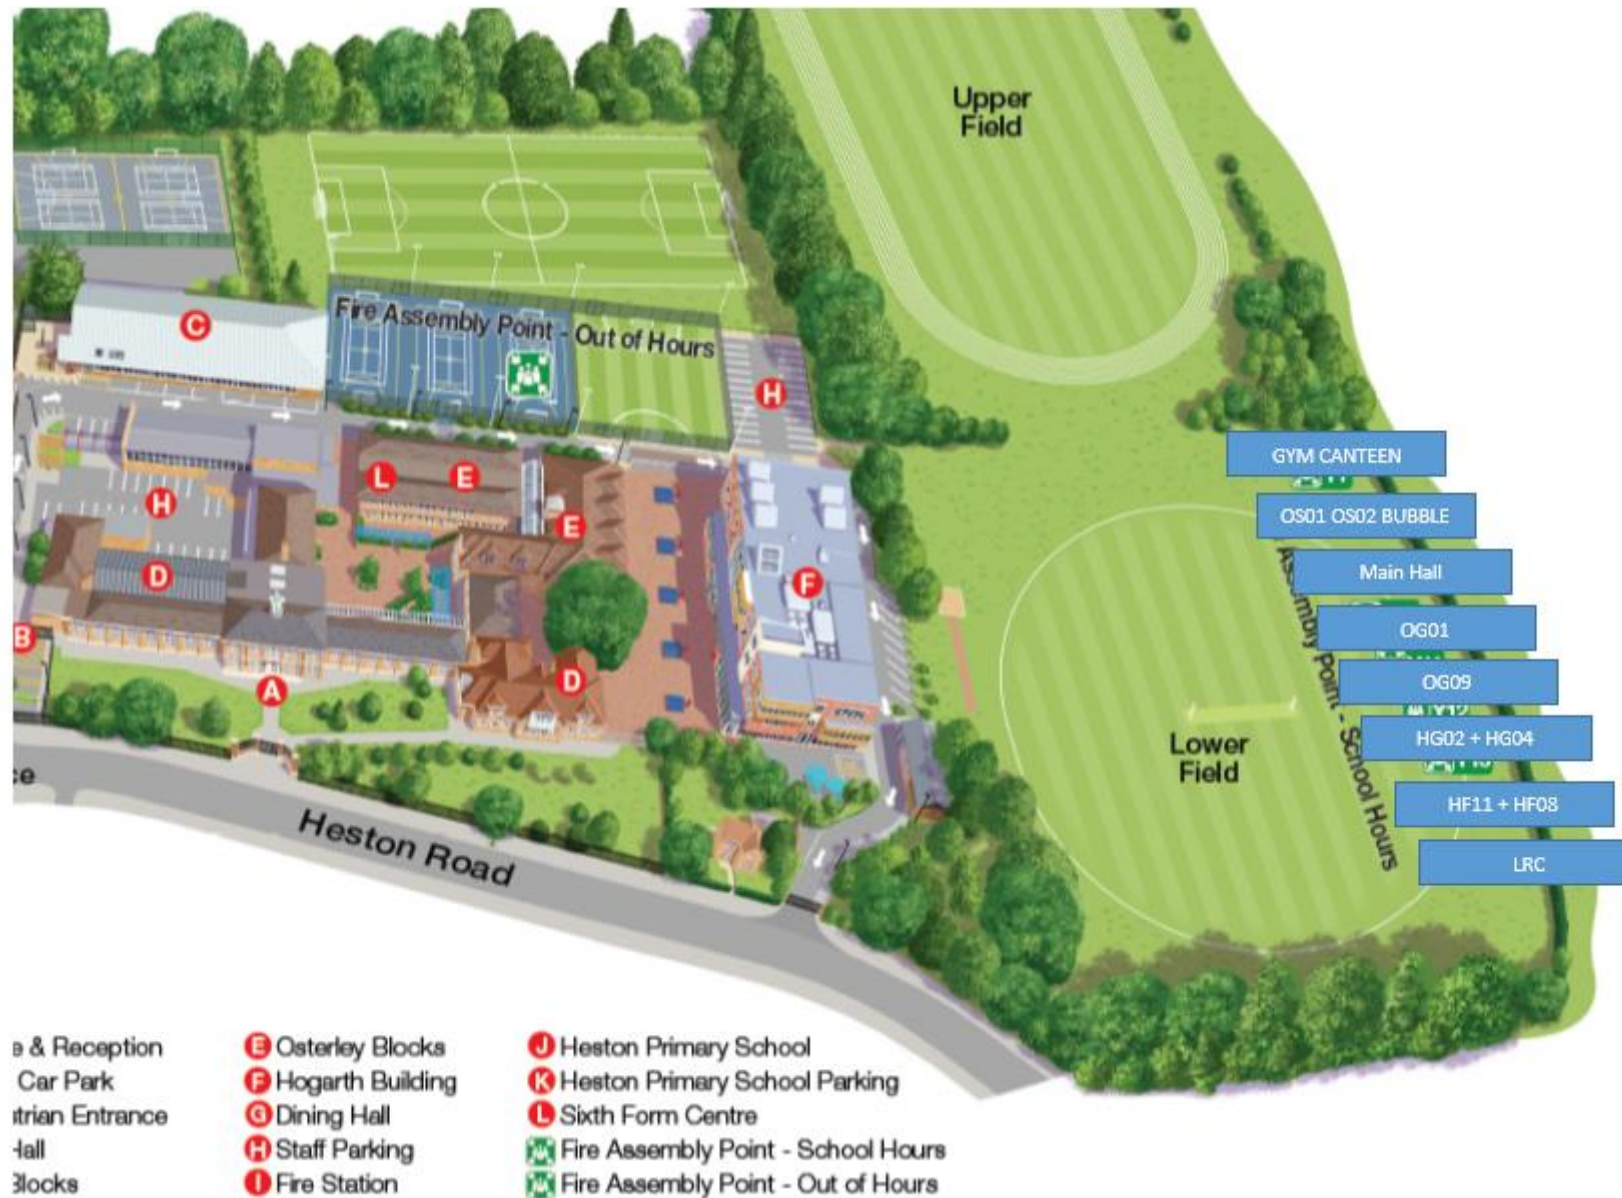 Upper
Field
C
Fire Assembly Point - Out of Hours
H
GYM CANTEEN
L
E
H
OS01 OS02 BUBBLE
E
D
F
Main Hall
Assembly Point - School Hours
OG01
B
D
A
OG09
Lower
Field
HG02 + HG04
HF11 + HF08
Heston Road
LRC
& Reception
Car Park
Entrance
Hall
Blocks
E Osterley Blocks
F Hogarth Building
G Dining Hall
H Staff Parking
I Fire Station
J Heston Primary School
K Heston Primary School Parking
L Sixth Form Centre
Fire Assembly Point - School Hours
Fire Assembly Point - Out of Hours